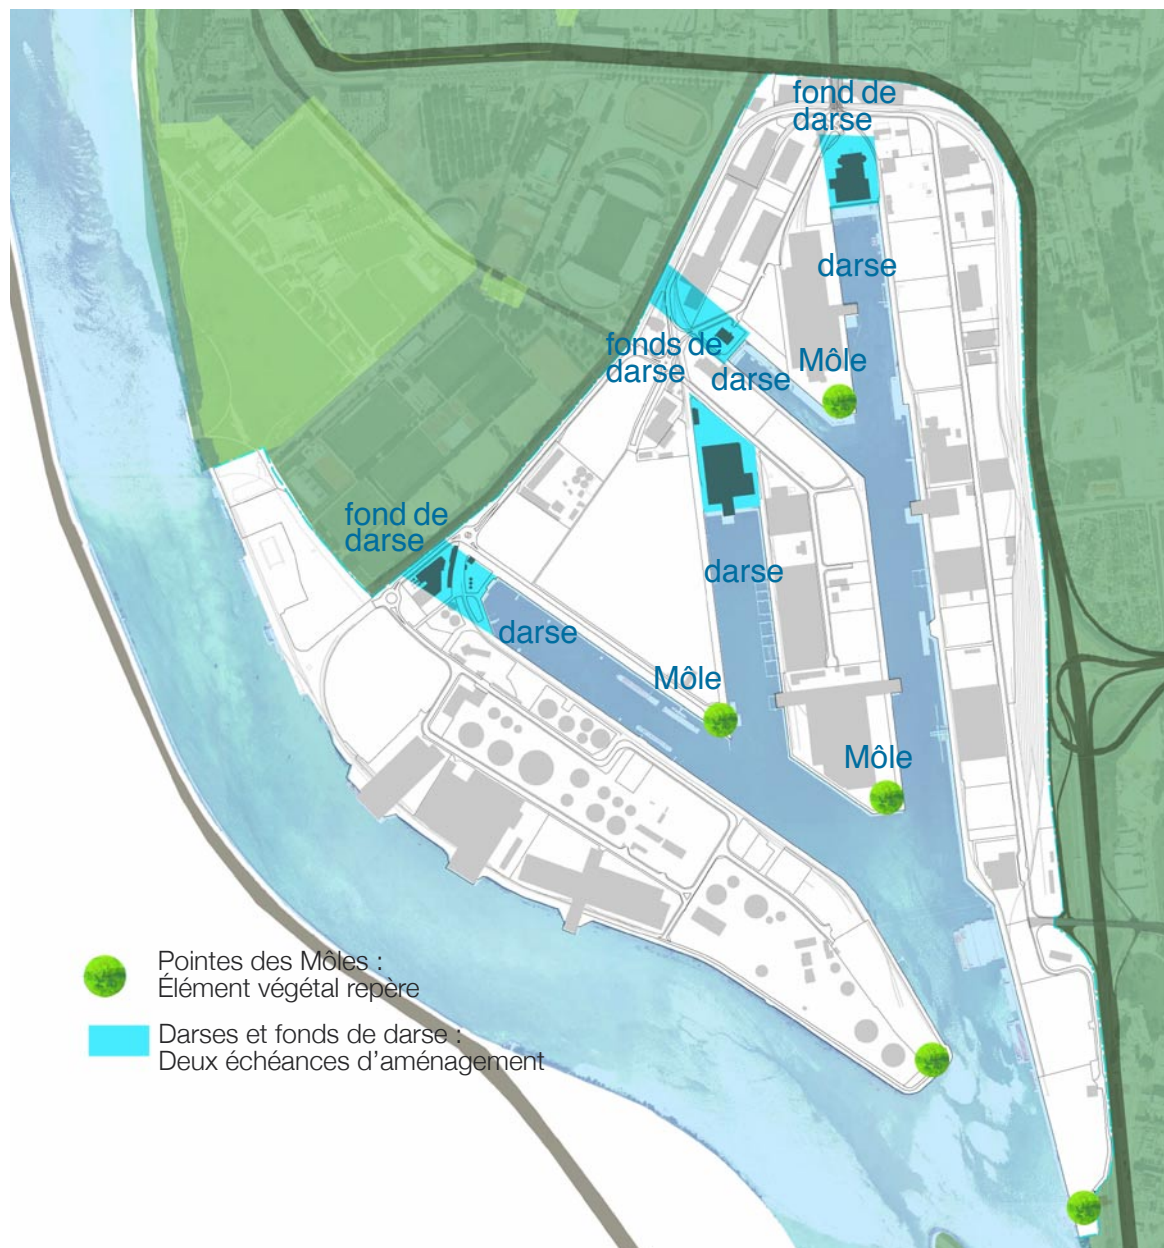 fond de
darse
darse
fonds de
darse
darse
Môle
fond de
darse
darse
darse
Môle
Môle
Pointes des Môles :
Élément végétal repère
Darses et fonds de darse :
Deux échéances d'aménagement